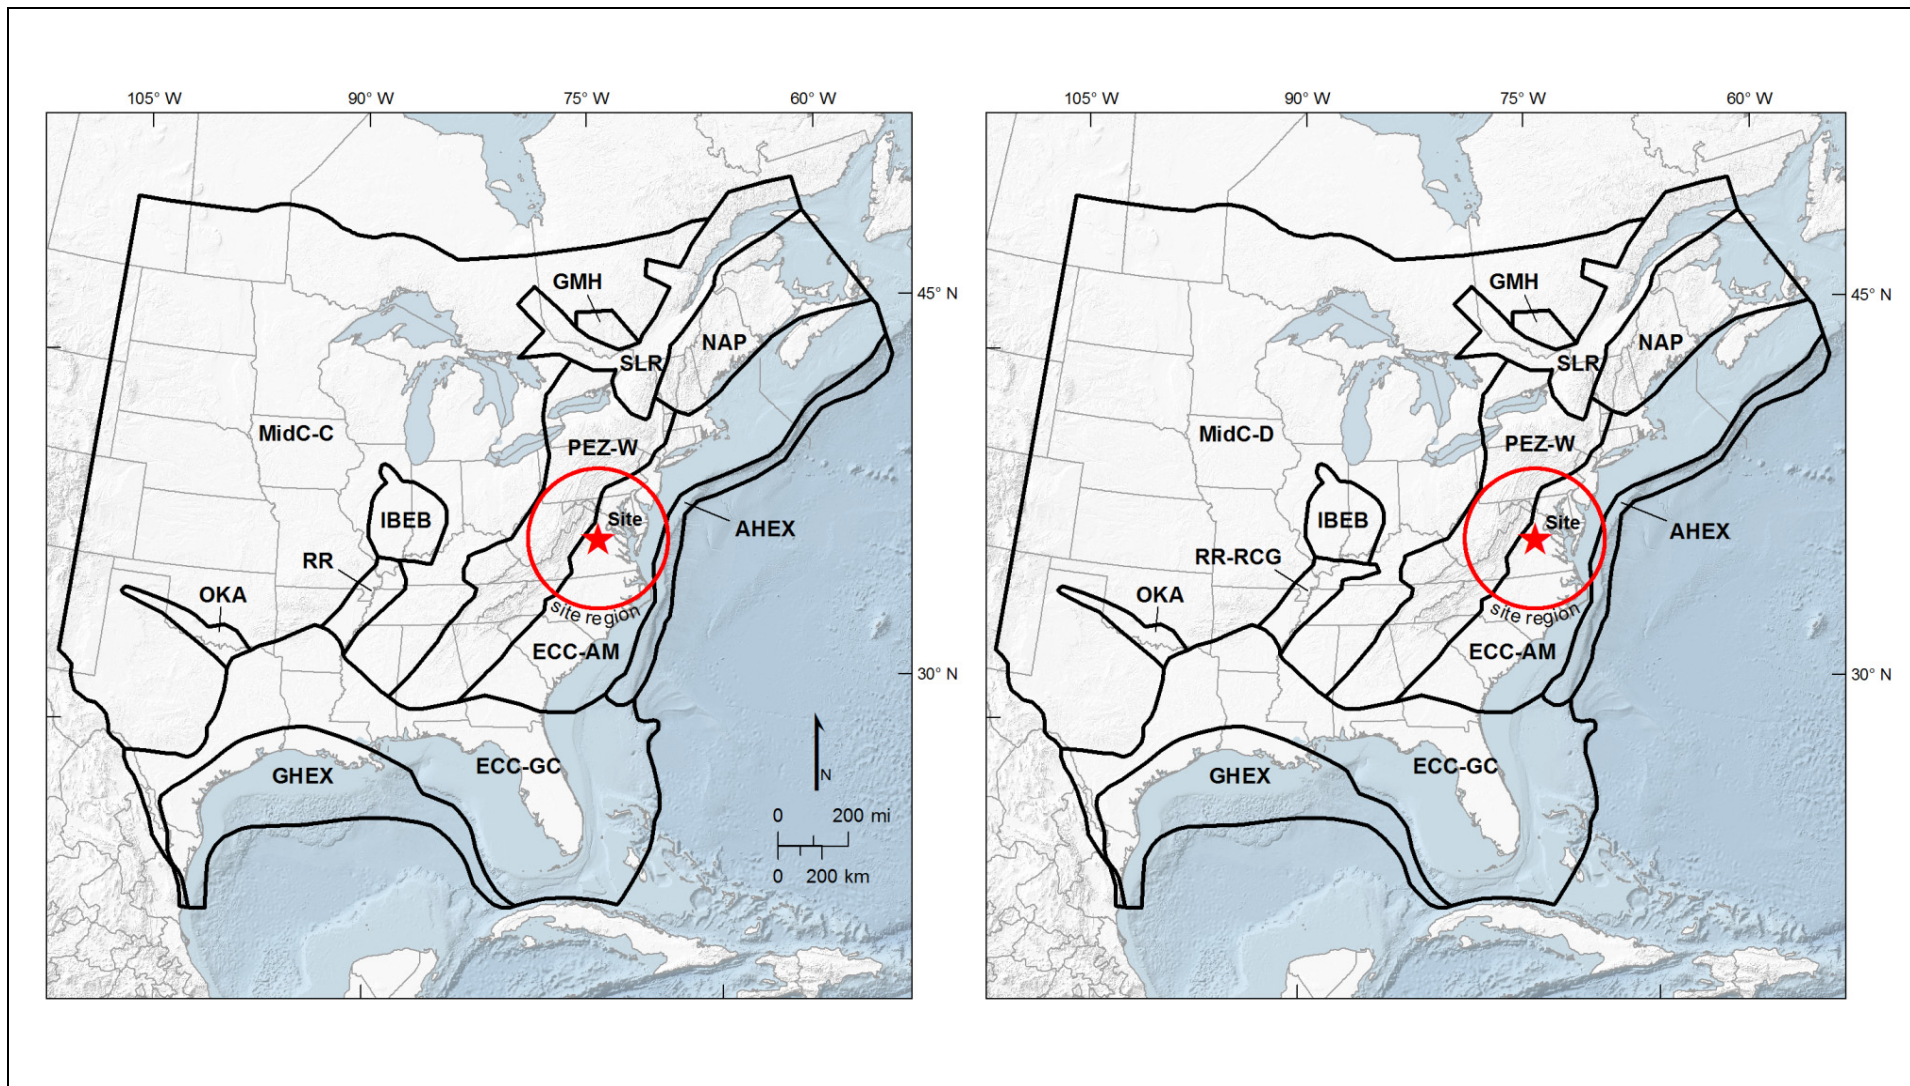 105° W 90° W 75° W 60° W
GMH
45° N
NAP
SLR
MidC-C
PEZ-W
IBEB
Site
AHEX
RR
OKA
site region
ECC-AM
30° N
ECC-GC
GHEX
N
0 200 mi
0 200 km
105° W 90° W 75° W 60° W
GMH
45° N
NAP
SLR
MidC-D
PEZ-W
IBEB
Site
AHEX
RR-RCG
OKA
site region
ECC-AM
30° N
ECC-GC
GHEX